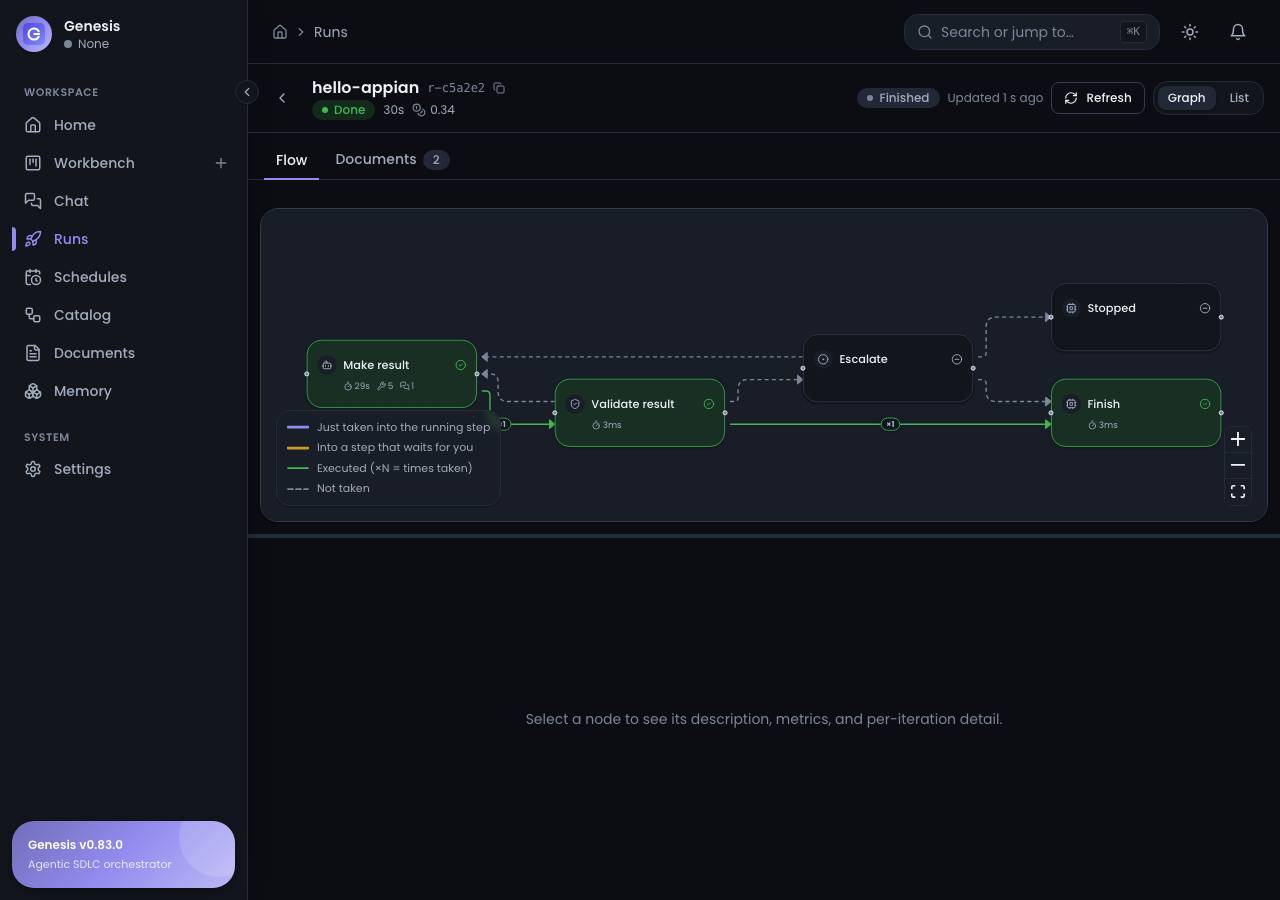 Genesis
None
WORKSPACE
Home
Workbench
Chat
Runs
Schedules
Catalog
Documents
Memory
SYSTEM
Settings
Genesis v0.83.0
Agentic SDLC orchestrator
Runs
Search or jump to...
⌘K
hello-appian r-c5a2e2
Done 30s 0.34
Finished Updated 1 s ago Refresh Graph List
Flow Documents 2
Stopped
Escalate
Make result
29s 5 1
Validate result
3ms
×1
Finish
3ms
Just taken into the running step
Into a step that waits for you
Executed (×N = times taken)
Not taken
Select a node to see its description, metrics, and per-iteration detail.